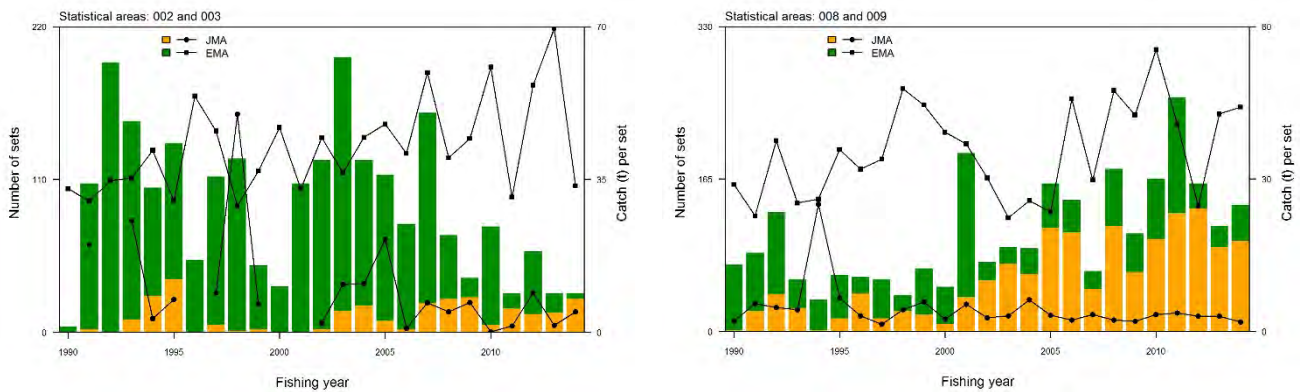 Statistical areas: 002 and 003
220
110
0
Number of sets
JMA
EMA
70
35
0
Catch (t) per set
1990
1995
2000
2005
2010
Fishing year
Statistical areas: 008 and 009
330
165
0
Number of sets
JMA
EMA
80
30
0
Catch (t) per set
1990
1995
2000
2005
2010
Fishing year